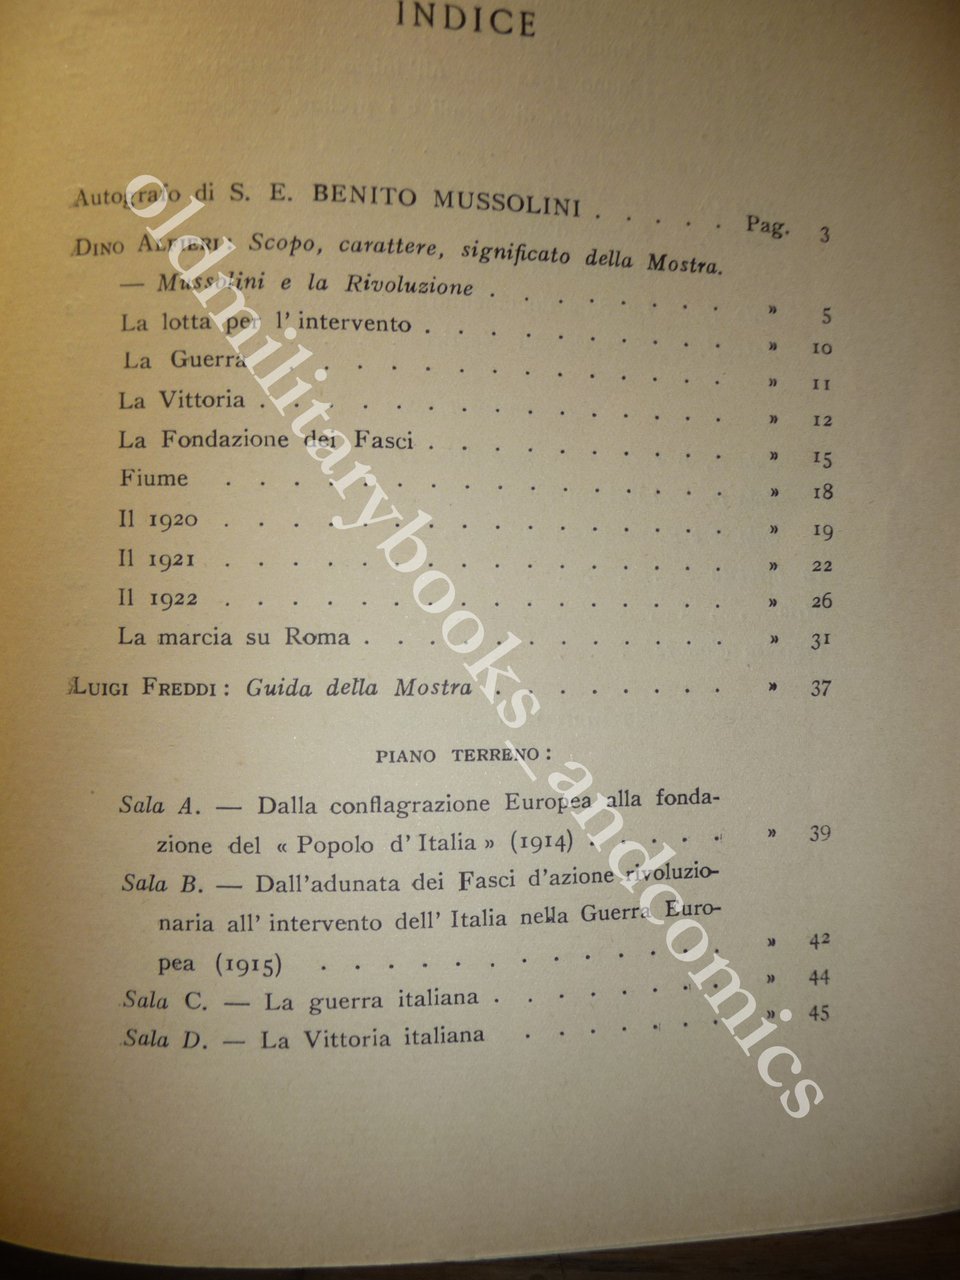 INDICE
Autografo di S. E. BENITO MUSSOLINI . . . . . Pag. 3
DINO ALFIERI: Scopo, carattere, significato della Mostra.
— Mussolini e la Rivoluzione . . . . . . . . » 5
La lotta per l' intervento . . . . . . . . . . » 10
La Guerra . . . . . . . . . . . . . » 11
La Vittoria . . . . . . . . . . . . . . » 12
La Fondazione dei Fasci . . . . . . . . . . » 15
Fiume . . . . . . . . . . . . . . . » 18
Il 1920 . . . . . . . . . . . . . . . » 19
Il 1921 . . . . . . . . . . . . . . . » 22
Il 1922 . . . . . . . . . . . . . . . » 26
La marcia su Roma . . . . . . . . . . . » 31
LUIGI FREDDI: Guida della Mostra . . . . . . . . » 37
PIANO TERRENO:
Sala A. — Dalla conflagrazione Europea alla fonda-
zione del « Popolo d' Italia » (1914) . . . . . » 39
Sala B. — Dall'adunata dei Fasci d'azione rivoluzio-
naria all' intervento dell' Italia nella Guerra Euro-
pea (1915) . . . . . . . . . . . . » 42
Sala C. — La guerra italiana . . . . . . . . » 44
Sala D. — La Vittoria italiana . . . . . . . » 45
oldmilitarybooks_andcomics